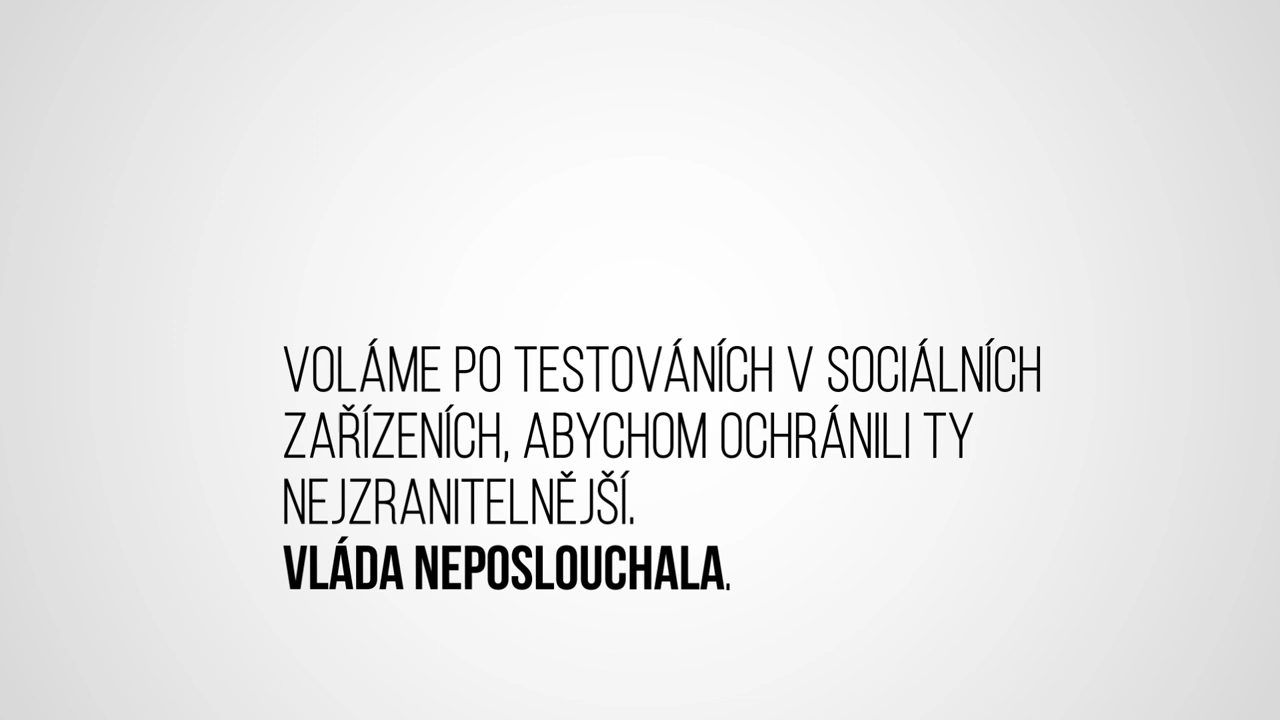 VOLÁME PO TESTOVÁNÍCH V SOCIÁLNÍCH
ZAŘÍZENÍCH, ABYCHOM OCHRÁNILI TY
NEJZRANITELNĚJŠÍ.
VLÁDA NEPOSLOUCHALA.